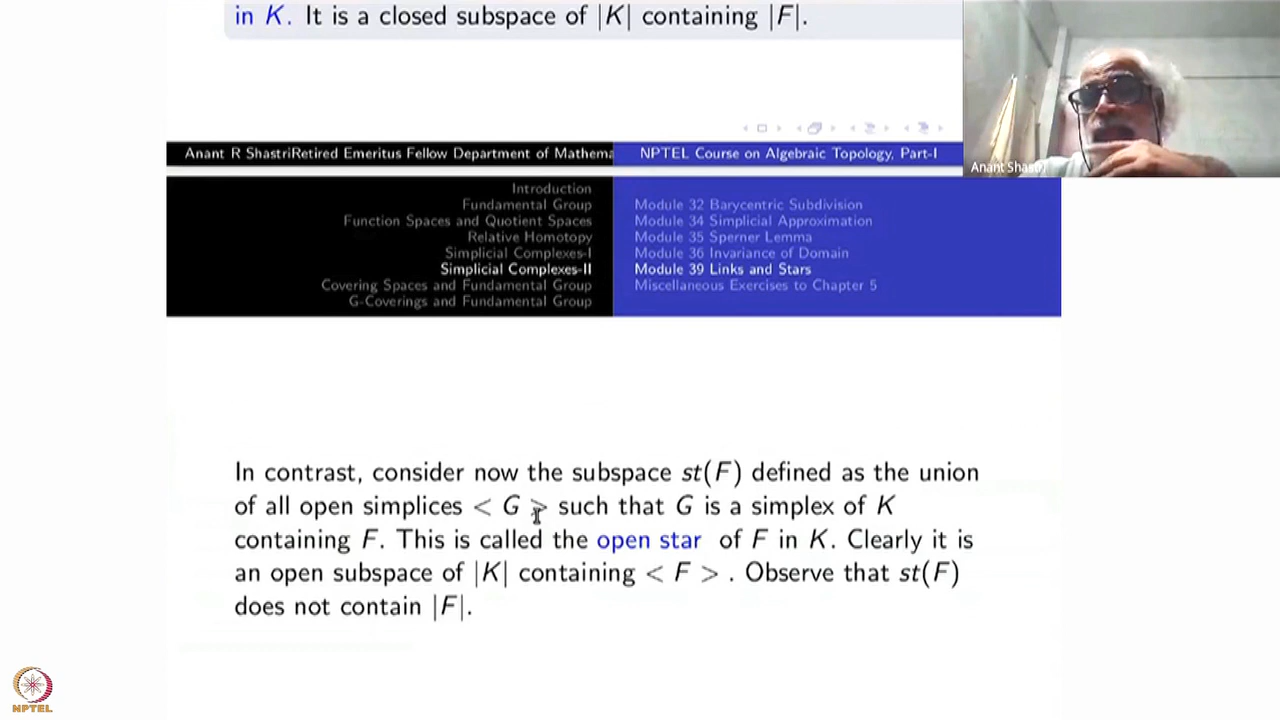 in K. It is a closed subspace of |K| containing |F|.
Anant Shastri
Anant R ShastriRetired Emeritus Fellow Department of Mathema
NPTEL Course on Algebraic Topology, Part-I
Introduction
Fundamental Group
Function Spaces and Quotient Spaces
Relative Homotopy
Simplicial Complexes-I
Simplicial Complexes-II
Covering Spaces and Fundamental Group
G-Coverings and Fundamental Group
Module 32 Barycentric Subdivision
Module 34 Simplicial Approximation
Module 35 Sperner Lemma
Module 36 Invariance of Domain
Module 39 Links and Stars
Miscellaneous Exercises to Chapter 5
In contrast, consider now the subspace st(F) defined as the union
of all open simplices < G > such that G is a simplex of K
containing F. This is called the open star of F in K. Clearly it is
an open subspace of |K| containing < F > . Observe that st(F)
does not contain |F|.
NPTEL